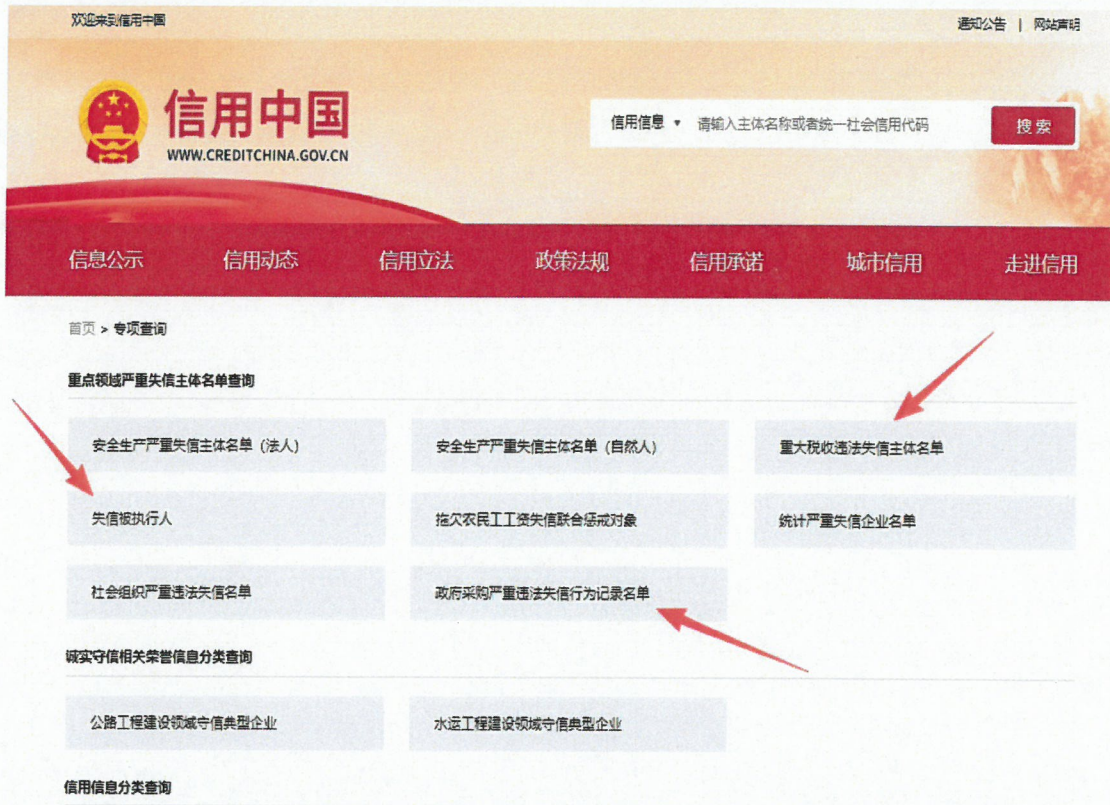 欢迎来到信用中国
通知公告 | 网站声明
信用中国
WWW.CREDITCHINA.GOV.CN
信用信息 ▾ 请输入主体名称或者统一社会信用代码 搜索
信息公示 信用动态 信用立法 政策法规 信用承诺 城市信用 走进信用
首页 > 专项查询
重点领域严重失信主体名单查询
安全生产严重失信主体名单（法人） 安全生产严重失信主体名单（自然人） 重大税收违法失信主体名单
失信被执行人 拖欠农民工工资失信联合惩戒对象 统计严重失信企业名单
社会组织严重违法失信名单 政府采购严重违法失信行为记录名单
诚实守信相关荣誉信息分类查询
公路工程建设领域守信典型企业 水运工程建设领域守信典型企业
信用信息分类查询